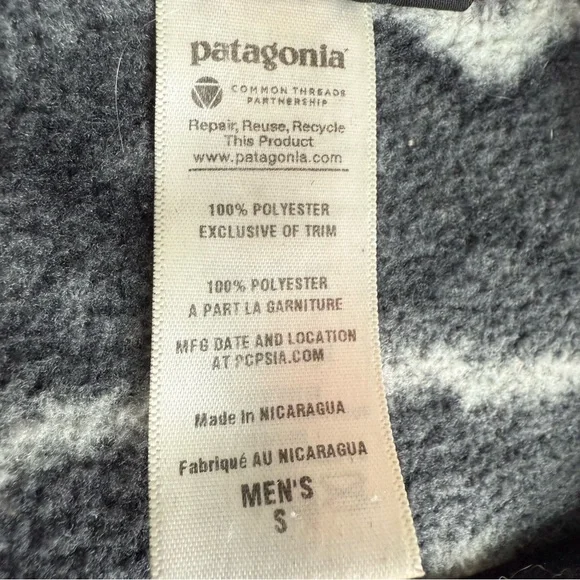 patagonia
COMMON THREADS
PARTNERSHIP
Repair, Reuse, Recycle
This Product
www.patagonia.com
100% POLYESTER
EXCLUSIVE OF TRIM
100% POLYESTER
A PART LA GARNITURE
MFG DATE AND LOCATION
AT PCPSIA.COM
Made In NICARAGUA
Fabriqué AU NICARAGUA
MEN'S
S